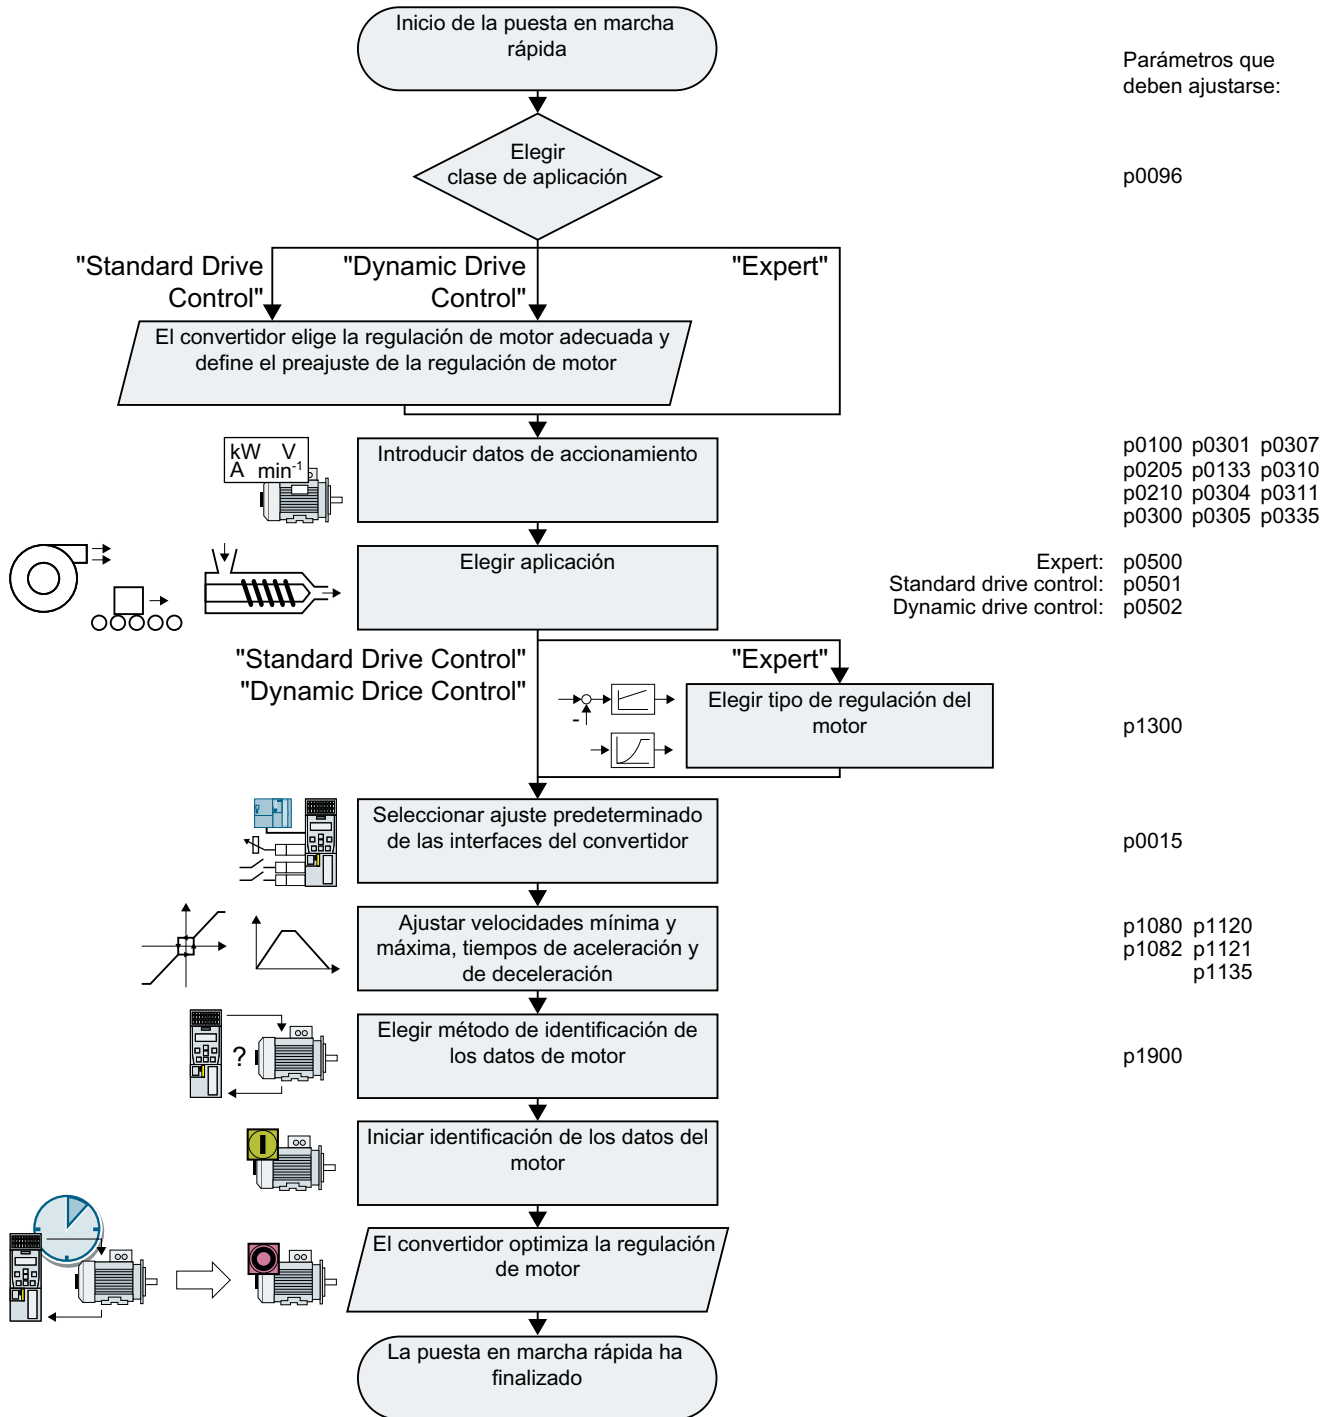 Inicio de la puesta en marcha
rápida
Parámetros que
deben ajustarse:
Elegir
clase de aplicación
p0096
"Standard Drive
Control"
"Dynamic Drive
Control"
"Expert"
El convertidor elige la regulación de motor adecuada y
define el preajuste de la regulación de motor
kW V
A min-1
Introducir datos de accionamiento
p0100 p0301 p0307
p0205 p0133 p0310
p0210 p0304 p0311
p0300 p0305 p0335
Elegir aplicación
Expert: p0500
Standard drive control: p0501
Dynamic drive control: p0502
"Standard Drive Control"
"Dynamic Drice Control"
"Expert"
-
Elegir tipo de regulación del
motor
p1300
Seleccionar ajuste predeterminado
de las interfaces del convertidor
p0015
Ajustar velocidades mínima y
máxima, tiempos de aceleración y
de deceleración
p1080 p1120
p1082 p1121
p1135
?
Elegir método de identificación de
los datos de motor
p1900
Iniciar identificación de los datos del
motor
El convertidor optimiza la regulación
de motor
La puesta en marcha rápida ha
finalizado